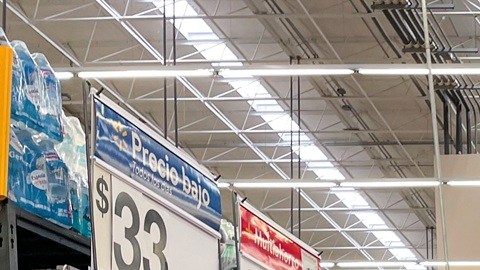 Precio bajo
Todos los días
$33
Multiahorro